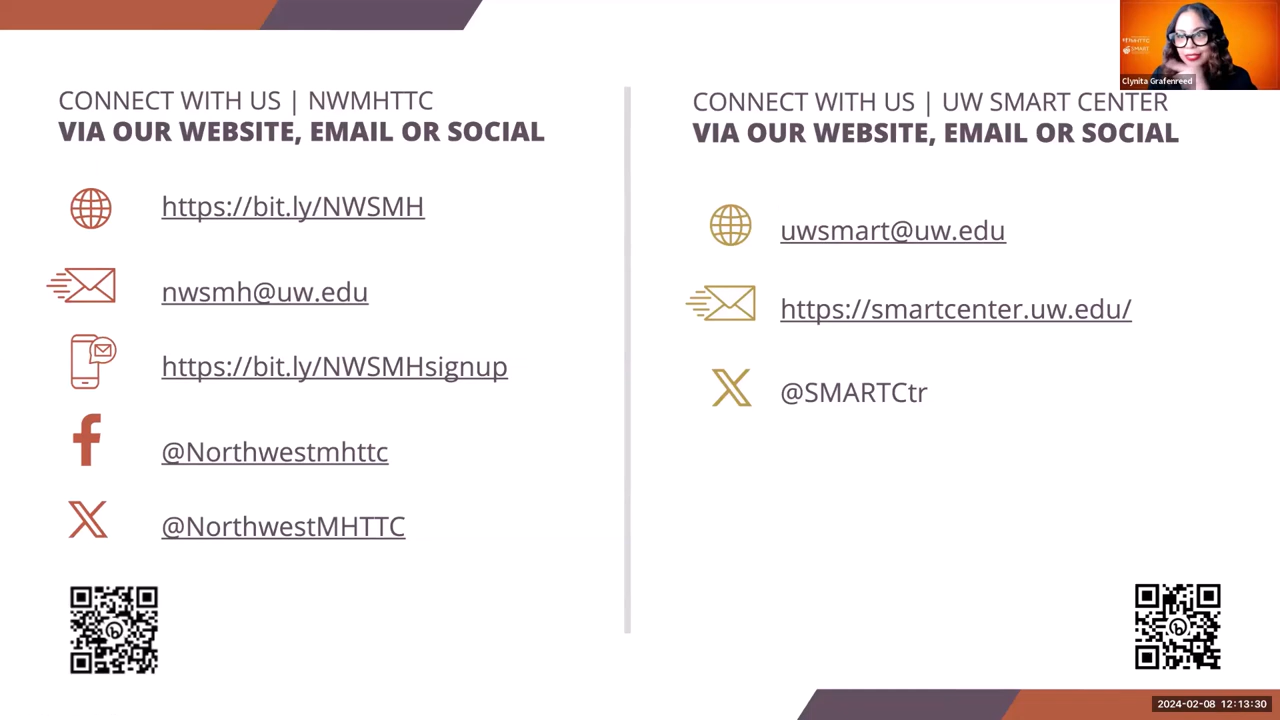 CONNECT WITH US | NWMHTTC
VIA OUR WEBSITE, EMAIL OR SOCIAL
https://bit.ly/NWSMH
nwsmh@uw.edu
https://bit.ly/NWSMHsignup
@Northwestmhttc
@NorthwestMHTTC
CONNECT WITH US | UW SMART CENTER
VIA OUR WEBSITE, EMAIL OR SOCIAL
uwsmart@uw.edu
https://smartcenter.uw.edu/
@SMARTCtr
MHTTC
SMART
Clynita Grafenreed
2024-02-08 12:13:30